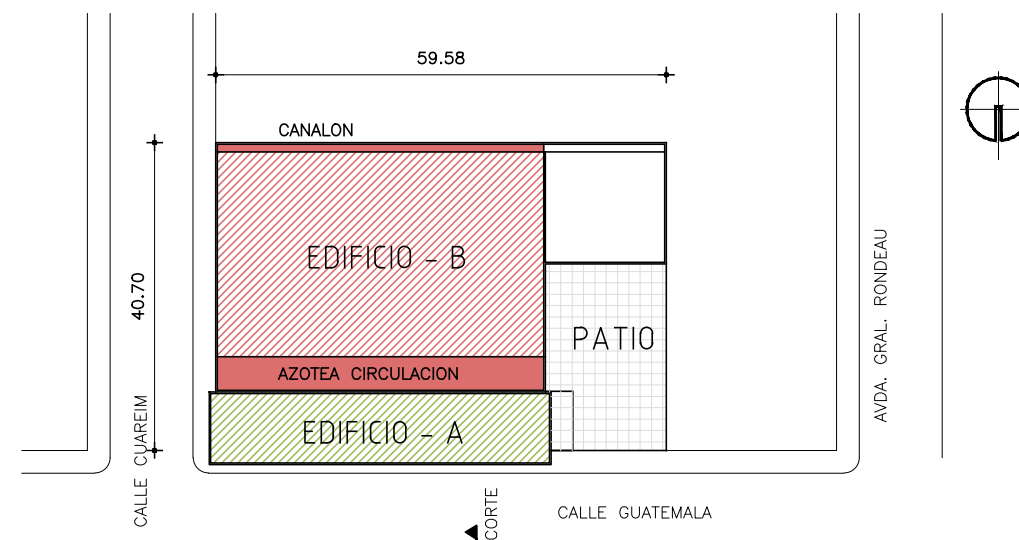 59.58
CANALON
EDIFICIO - B
40.70
PATIO
AVDA. GRAL. RONDEAU
AZOTEA CIRCULACION
EDIFICIO - A
CALLE CUAREIM
CORTE
CALLE GUATEMALA